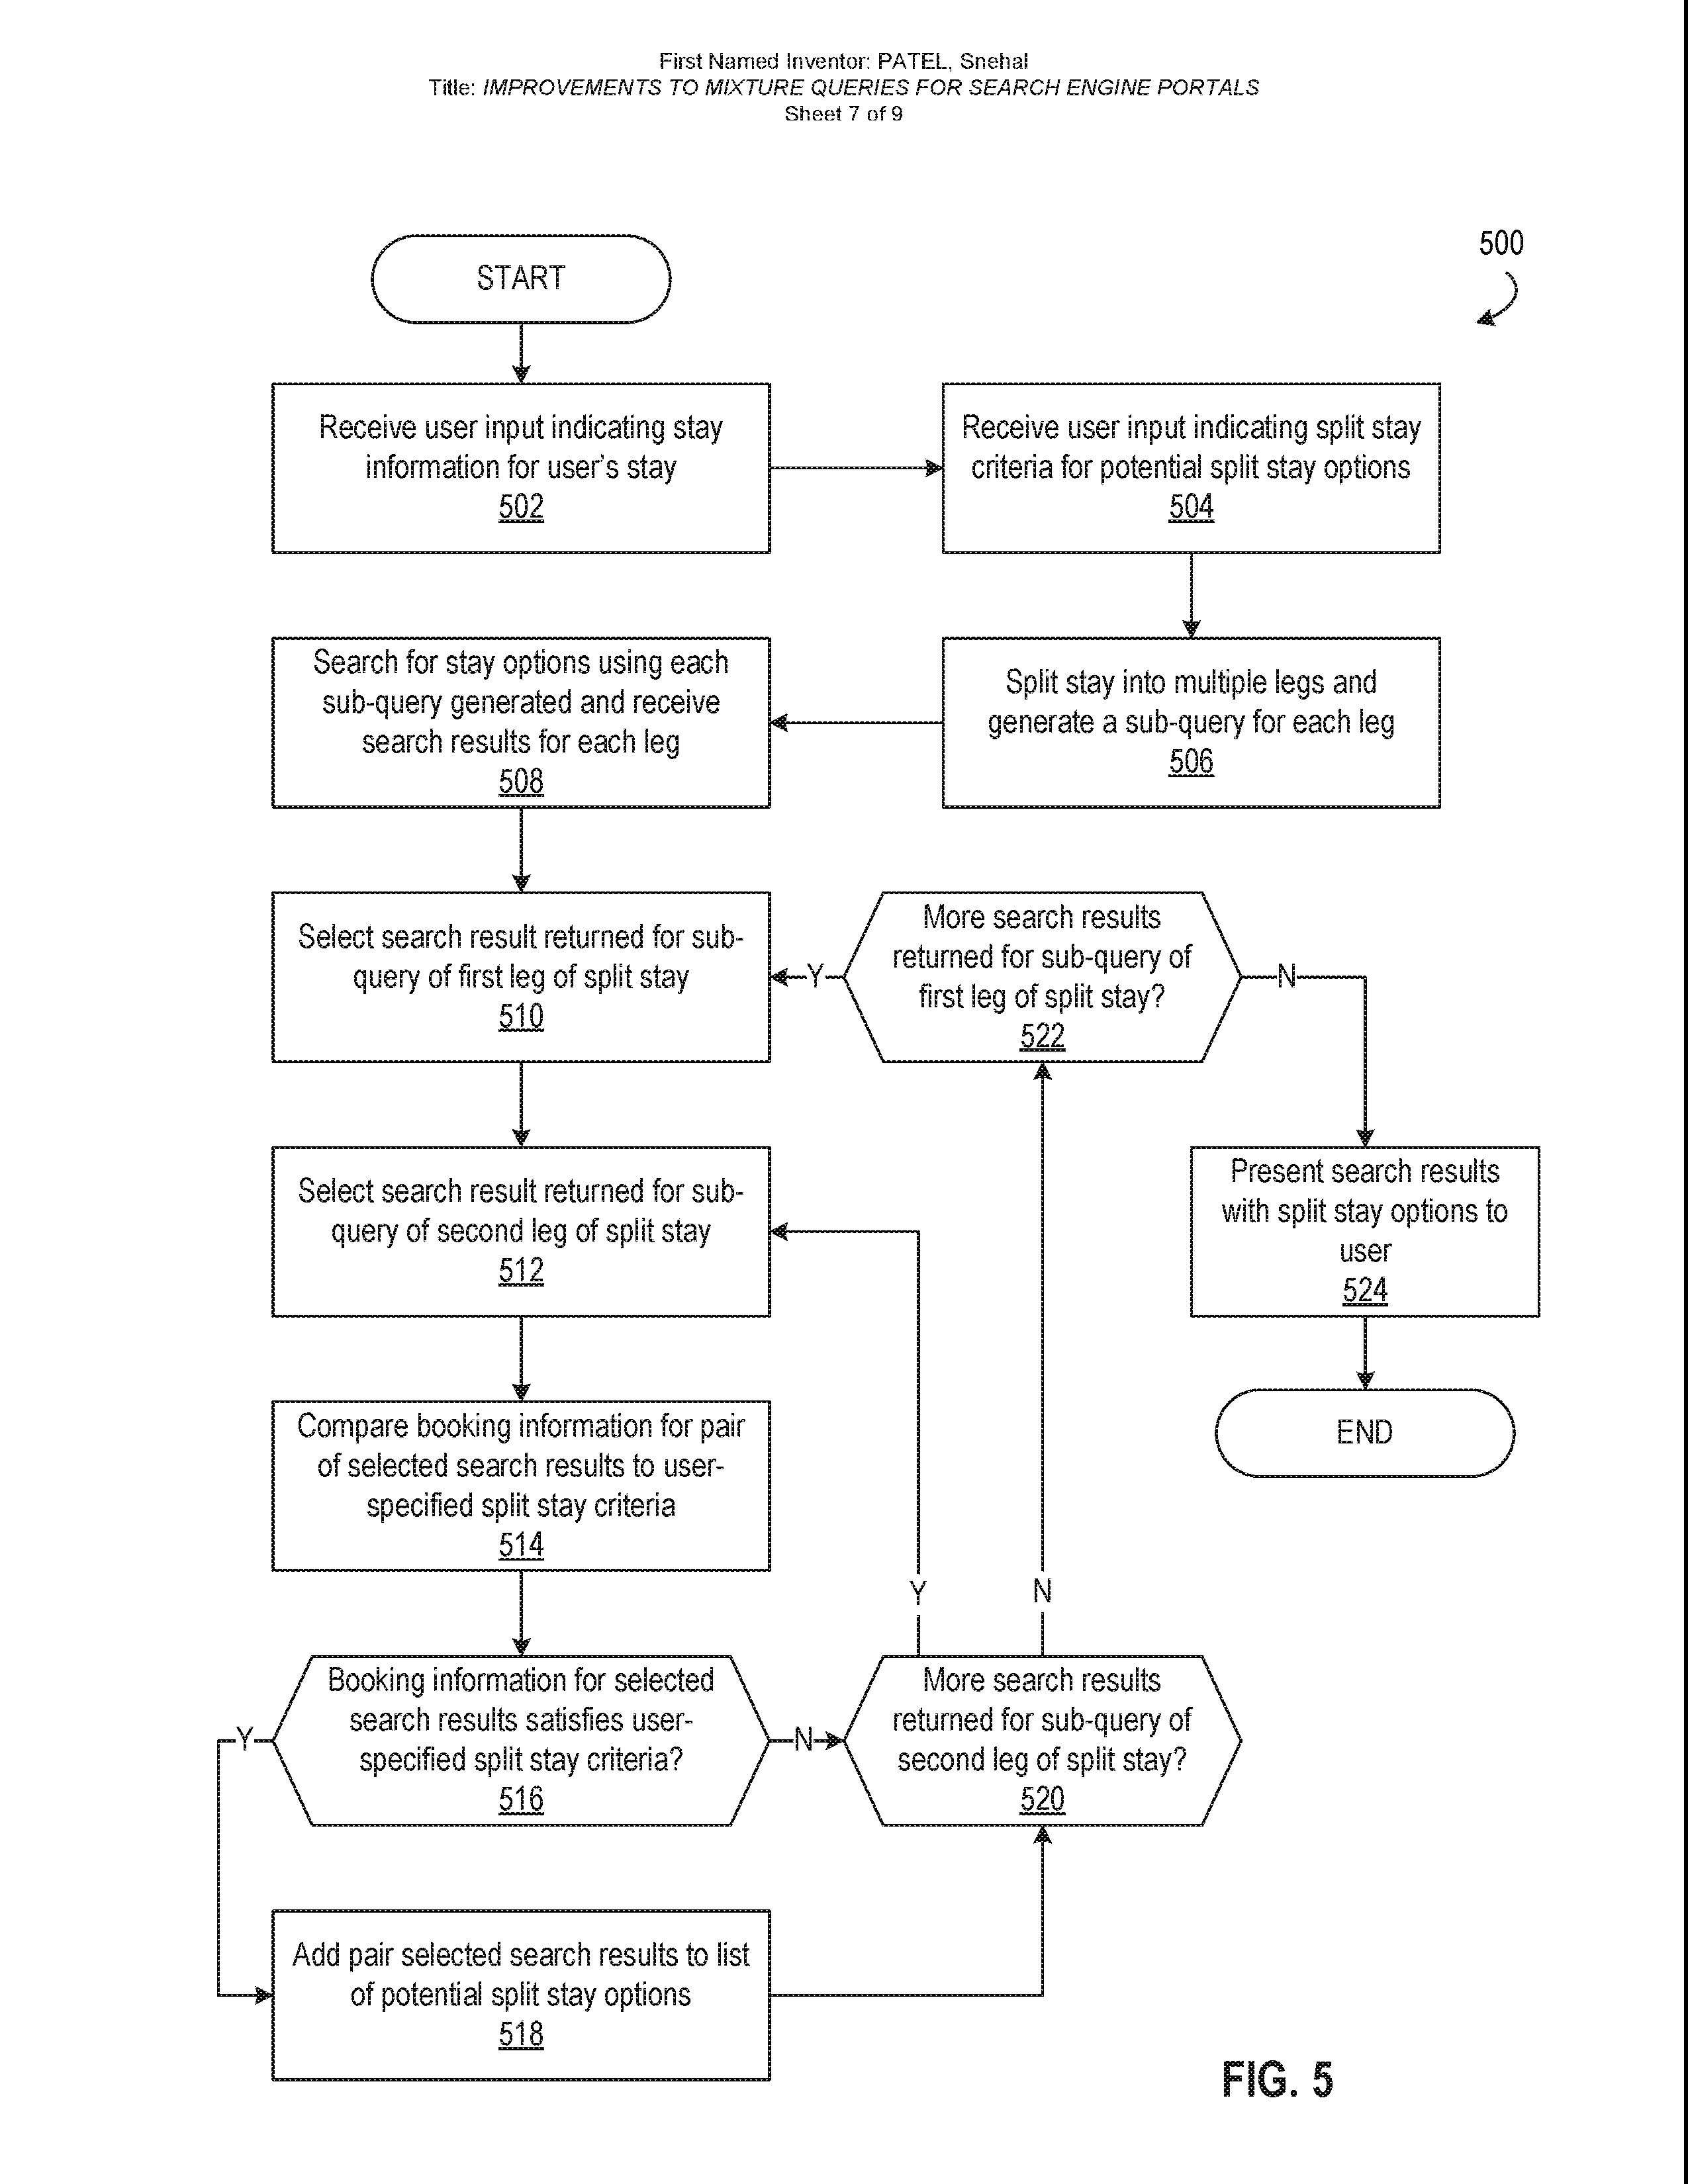 First Named Inventor: PATEL, Snehal
Title: IMPROVEMENTS TO MIXTURE QUERIES FOR SEARCH ENGINE PORTALS
Sheet 7 of 9
500
START
Receive user input indicating stay
information for user's stay
502
Receive user input indicating split stay
criteria for potential split stay options
504
Split stay into multiple legs and
generate a sub-query for each leg
506
Search for stay options using each
sub-query generated and receive
search results for each leg
508
Select search result returned for sub-
query of first leg of split stay
510
Y
More search results
returned for sub-query of
first leg of split stay?
522
N
Select search result returned for sub-
query of second leg of split stay
512
Present search results
with split stay options to
user
524
END
Compare booking information for pair
of selected search results to user-
specified split stay criteria
514
Y
N
Y
Booking information for selected
search results satisfies user-
specified split stay criteria?
516
N
More search results
returned for sub-query of
second leg of split stay?
520
Add pair selected search results to list
of potential split stay options
518
FIG. 5